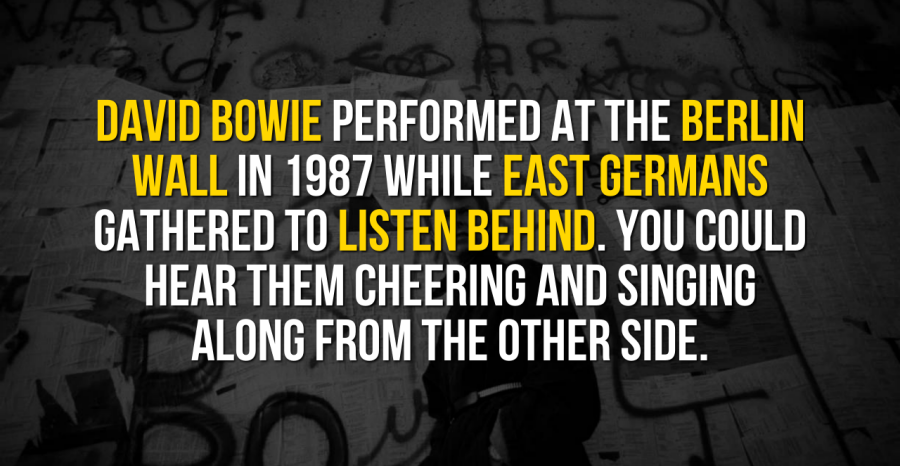 DAVID BOWIE PERFORMED AT THE BERLIN
WALL IN 1987 WHILE EAST GERMANS
GATHERED TO LISTEN BEHIND. YOU COULD
HEAR THEM CHEERING AND SINGING
ALONG FROM THE OTHER SIDE.